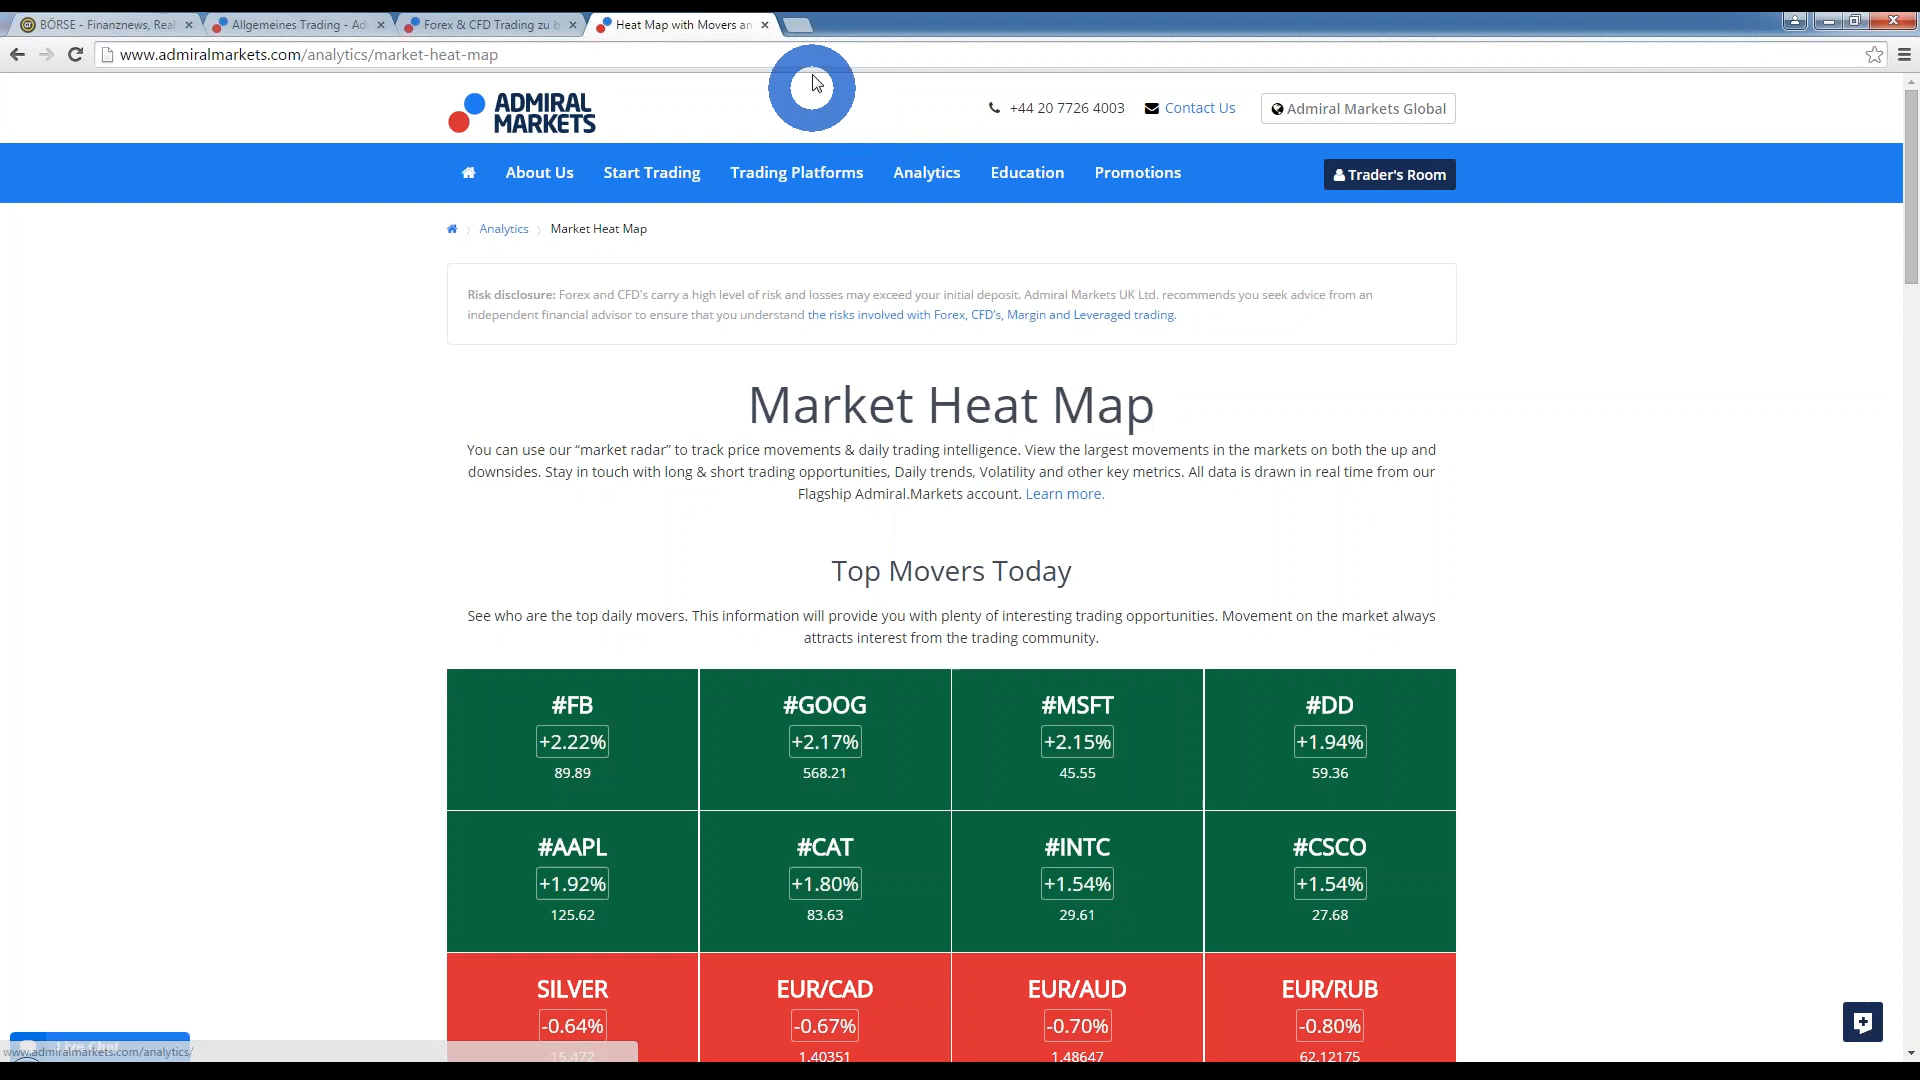 BÖRSE - Finanznews, Rea
Allgemeines Trading - Ad
Forex & CFD Trading zu b
Heat Map with Movers an
www.admiralmarkets.com/analytics/market-heat-map
ADMIRAL
MARKETS
+44 20 7726 4003
Contact Us
Admiral Markets Global
About Us
Start Trading
Trading Platforms
Analytics
Education
Promotions
Trader's Room
Analytics
Market Heat Map
Risk disclosure: Forex and CFD's carry a high level of risk and losses may exceed your initial deposit. Admiral Markets UK Ltd. recommends you seek advice from an
independent financial advisor to ensure that you understand the risks involved with Forex, CFD's, Margin and Leveraged trading.
Market Heat Map
You can use our “market radar” to track price movements & daily trading intelligence. View the largest movements in the markets on both the up and
downsides. Stay in touch with long & short trading opportunities, Daily trends, Volatility and other key metrics. All data is drawn in real time from our
Flagship Admiral.Markets account. Learn more.
Top Movers Today
See who are the top daily movers. This information will provide you with plenty of interesting trading opportunities. Movement on the market always
attracts interest from the trading community.
#FB
+2.22%
89.89
#GOOG
+2.17%
568.21
#MSFT
+2.15%
45.55
#DD
+1.94%
59.36
#AAPL
+1.92%
125.62
#CAT
+1.80%
83.63
#INTC
+1.54%
29.61
#CSCO
+1.54%
27.68
SILVER
-0.64%
15.472
EUR/CAD
-0.67%
1.40351
EUR/AUD
-0.70%
1.48647
EUR/RUB
-0.80%
62.12175
Live Chat
www.admiralmarkets.com/analytics/